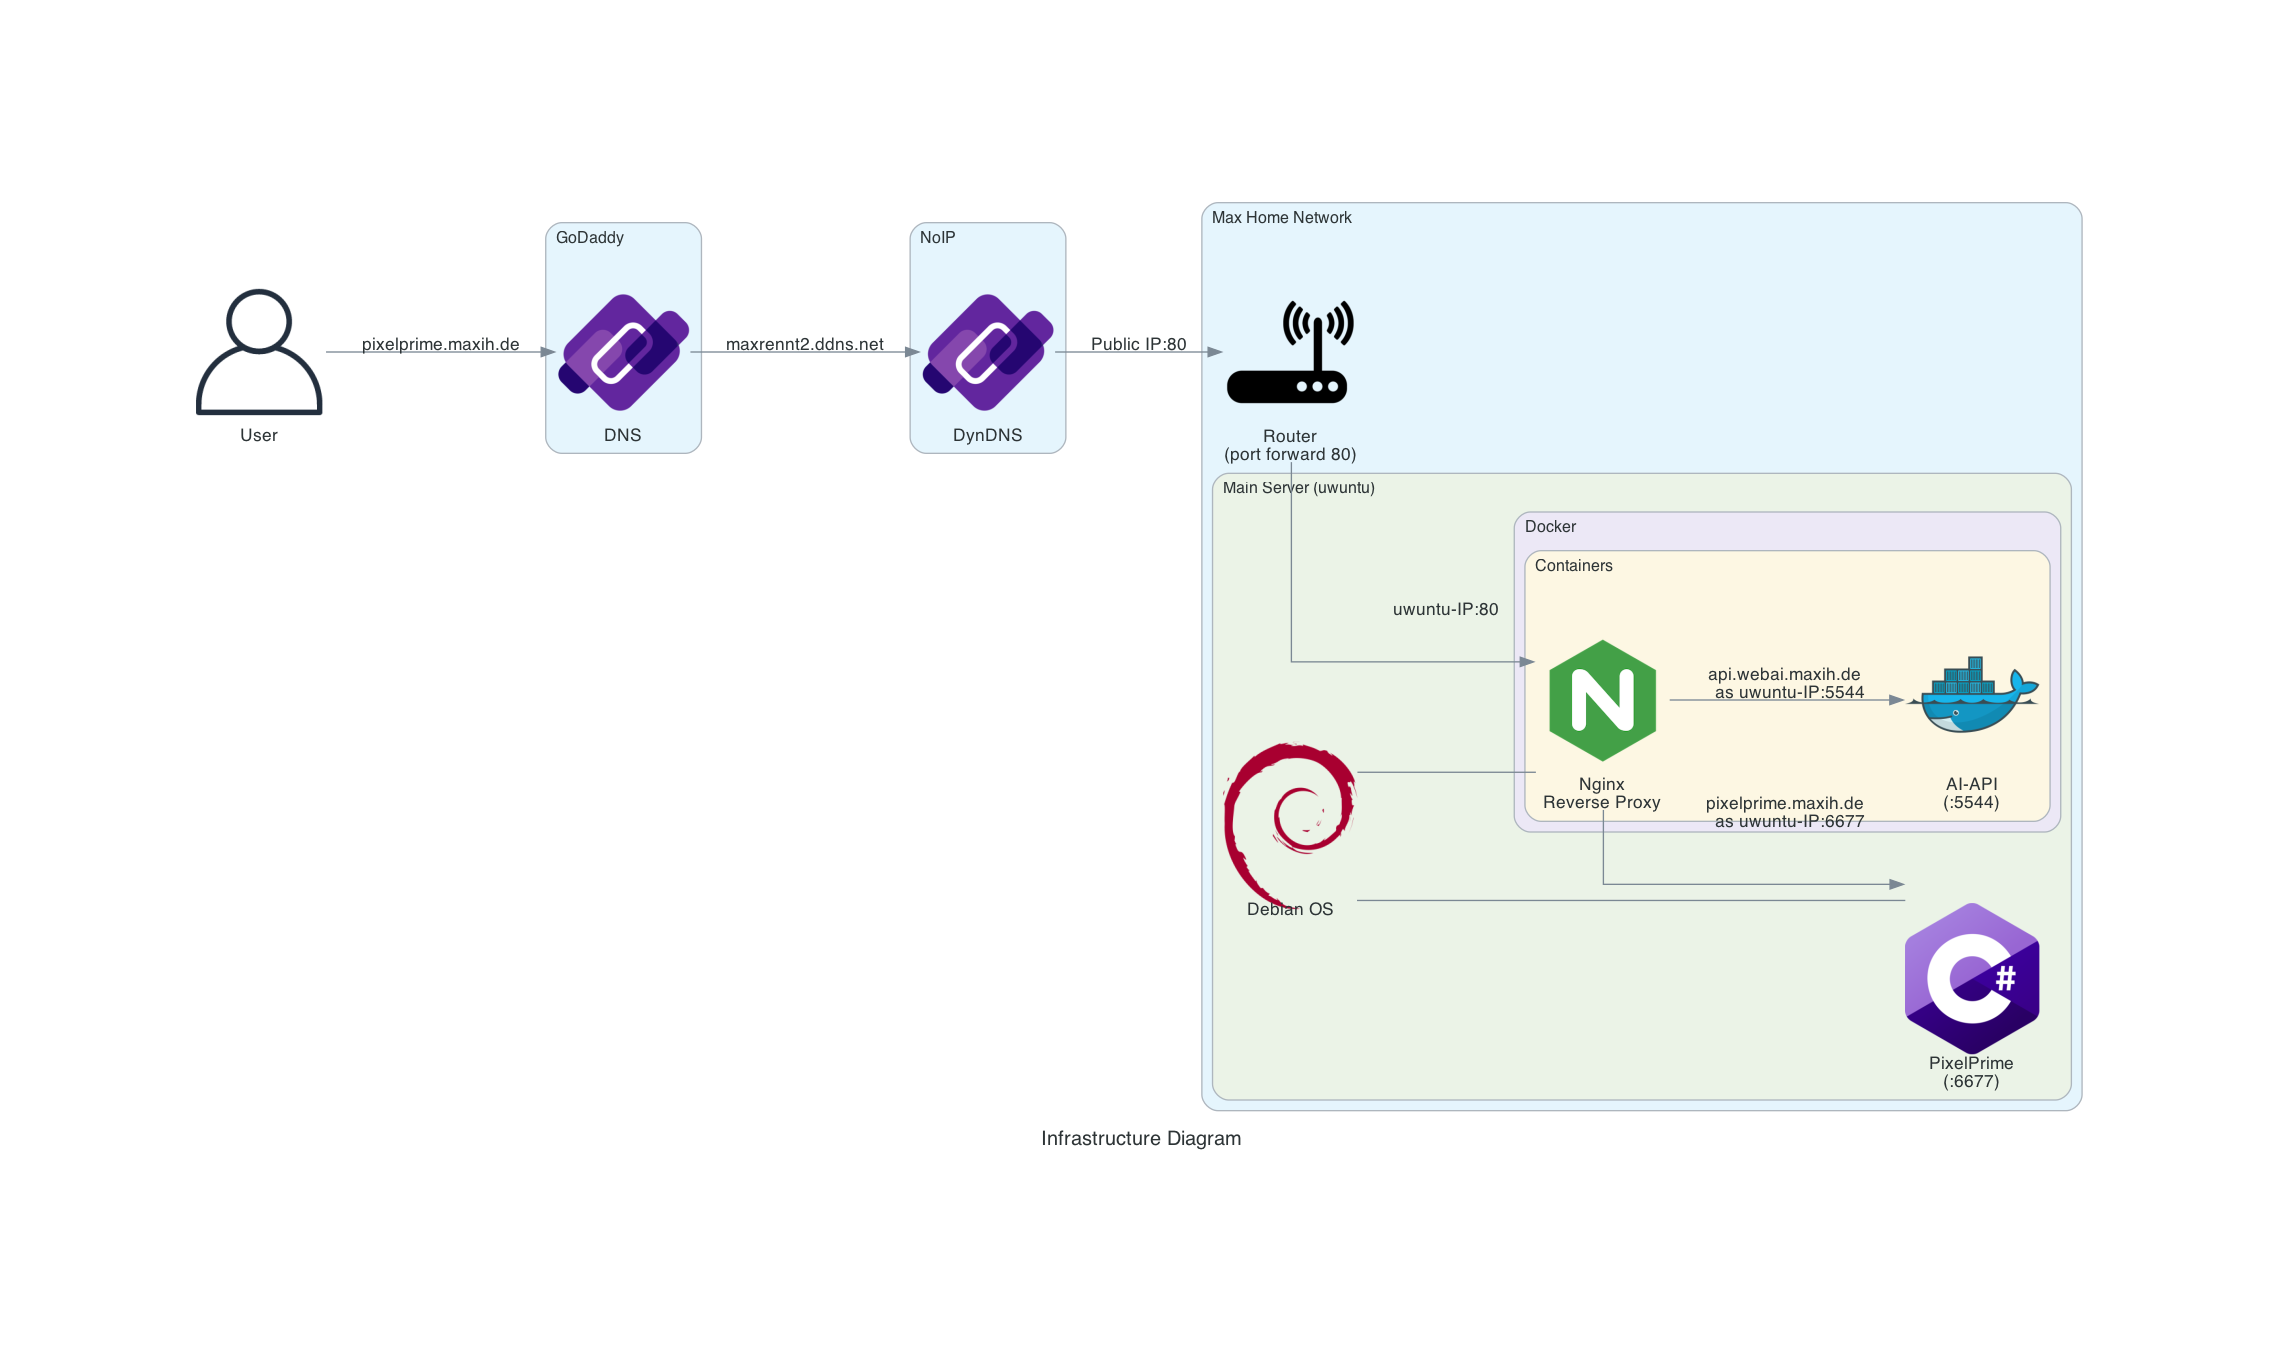 Max Home Network
GoDaddy
NoIP
pixelprime.maxih.de
maxrennt2.ddns.net
Public IP:80
User
DNS
DynDNS
Router
(port forward 80)
Main Server (uwuntu)
Docker
Containers
uwuntu-IP:80
N
api.webai.maxih.de
as uwuntu-IP:5544
Nginx
Reverse Proxy
AI-API
(:5544)
pixelprime.maxih.de
as uwuntu-IP:6677
Debian OS
C#
PixelPrime
(:6677)
Infrastructure Diagram